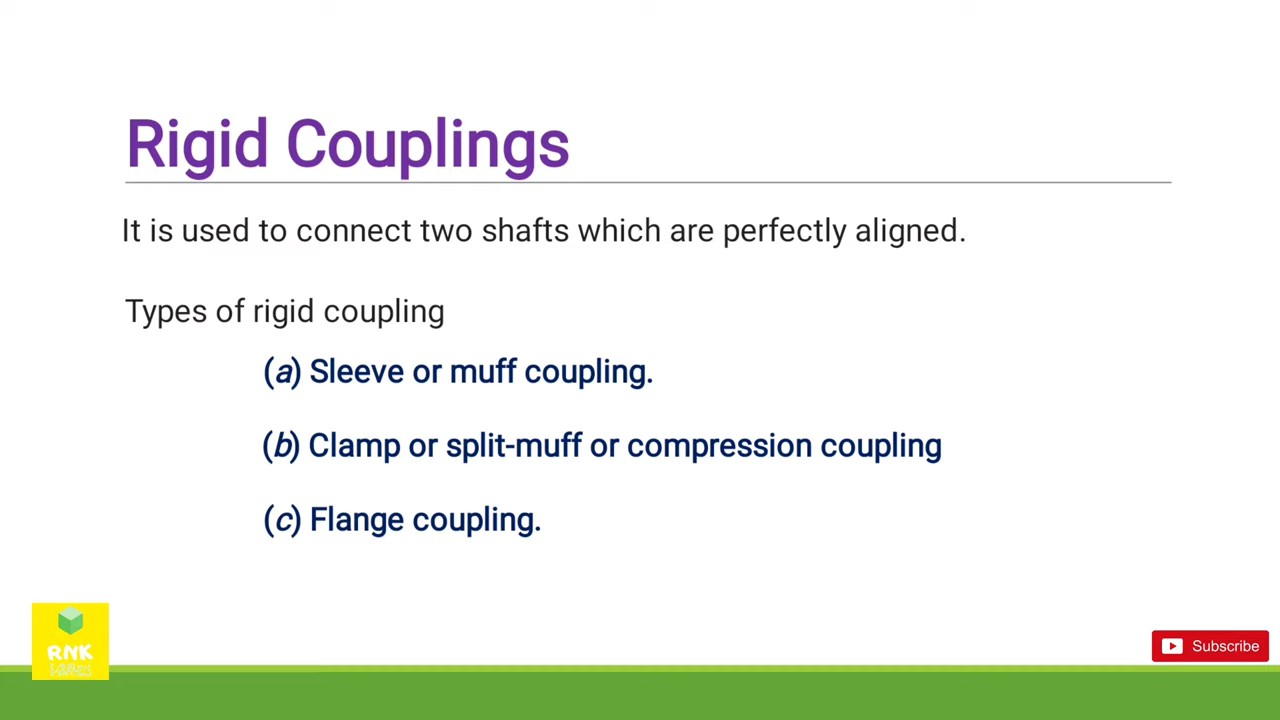 Rigid Couplings
It is used to connect two shafts which are perfectly aligned.
Types of rigid coupling
(a) Sleeve or muff coupling.
(b) Clamp or split-muff or compression coupling
(c) Flange coupling.
RNK
Subscribe